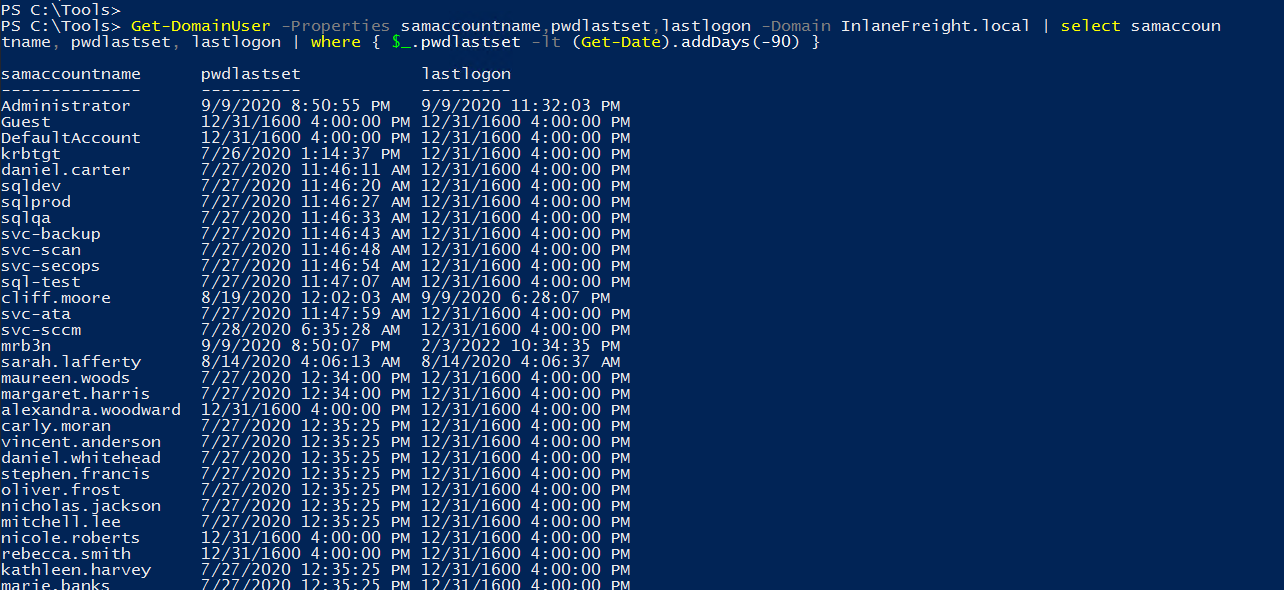 PS C:\Tools>
PS C:\Tools> Get-DomainUser -Properties samaccountname,pwdlastset,lastlogon -Domain InlaneFreight.local | select samaccoun
tname, pwdlastset, lastlogon | where { $_.pwdlastset -lt (Get-Date).addDays(-90) }
samaccountname pwdlastset lastlogon
-------------- ---------- ---------
Administrator 9/9/2020 8:50:55 PM 9/9/2020 11:32:03 PM
Guest 12/31/1600 4:00:00 PM 12/31/1600 4:00:00 PM
DefaultAccount 12/31/1600 4:00:00 PM 12/31/1600 4:00:00 PM
krbtgt 7/26/2020 1:14:37 PM 12/31/1600 4:00:00 PM
daniel.carter 7/27/2020 11:46:11 AM 12/31/1600 4:00:00 PM
sqldev 7/27/2020 11:46:20 AM 12/31/1600 4:00:00 PM
sqlprod 7/27/2020 11:46:27 AM 12/31/1600 4:00:00 PM
sqlqa 7/27/2020 11:46:33 AM 12/31/1600 4:00:00 PM
svc-backup 7/27/2020 11:46:43 AM 12/31/1600 4:00:00 PM
svc-scan 7/27/2020 11:46:48 AM 12/31/1600 4:00:00 PM
svc-secops 7/27/2020 11:46:54 AM 12/31/1600 4:00:00 PM
sql-test 7/27/2020 11:47:07 AM 12/31/1600 4:00:00 PM
cliff.moore 8/19/2020 12:02:03 AM 9/9/2020 6:28:07 PM
svc-ata 7/27/2020 11:47:59 AM 12/31/1600 4:00:00 PM
svc-sccm 7/28/2020 6:35:28 AM 12/31/1600 4:00:00 PM
mrb3n 9/9/2020 8:50:07 PM 2/3/2022 10:34:35 PM
sarah.lafferty 8/14/2020 4:06:13 AM 8/14/2020 4:06:37 AM
maureen.woods 7/27/2020 12:34:00 PM 12/31/1600 4:00:00 PM
margaret.harris 7/27/2020 12:34:00 PM 12/31/1600 4:00:00 PM
alexandra.woodward 12/31/1600 4:00:00 PM 12/31/1600 4:00:00 PM
carly.moran 7/27/2020 12:35:25 PM 12/31/1600 4:00:00 PM
vincent.anderson 7/27/2020 12:35:25 PM 12/31/1600 4:00:00 PM
daniel.whitehead 7/27/2020 12:35:25 PM 12/31/1600 4:00:00 PM
stephen.francis 7/27/2020 12:35:25 PM 12/31/1600 4:00:00 PM
oliver.frost 7/27/2020 12:35:25 PM 12/31/1600 4:00:00 PM
nicholas.jackson 7/27/2020 12:35:25 PM 12/31/1600 4:00:00 PM
mitchell.lee 7/27/2020 12:35:25 PM 12/31/1600 4:00:00 PM
nicole.roberts 12/31/1600 4:00:00 PM 12/31/1600 4:00:00 PM
rebecca.smith 12/31/1600 4:00:00 PM 12/31/1600 4:00:00 PM
kathleen.harvey 7/27/2020 12:35:25 PM 12/31/1600 4:00:00 PM
marie.banks 7/27/2020 12:35:25 PM 12/31/1600 4:00:00 PM